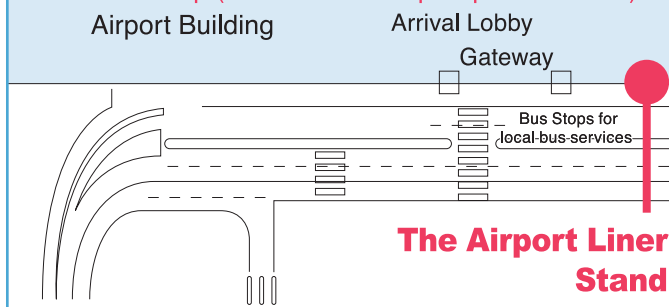 Airport Building
Arrival Lobby
Gateway
Bus Stops for
local bus services
The Airport Liner
Stand